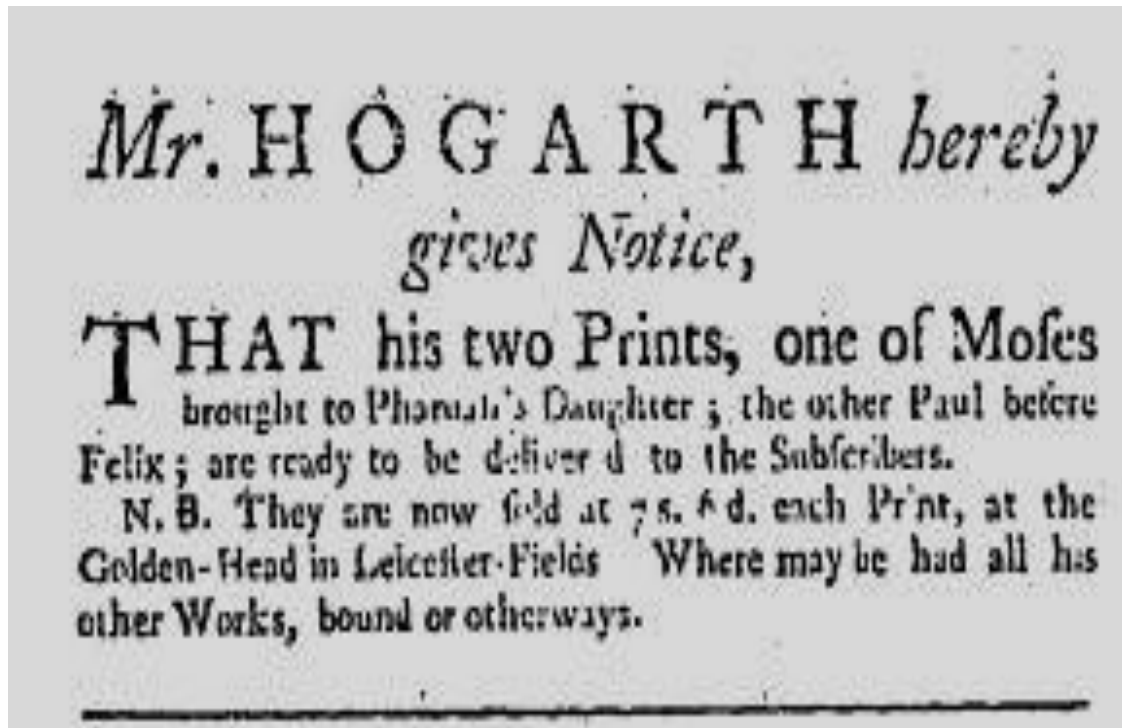 Mr. HOGARTH hereby
gives Notice,
THAT his two Prints, one of Moſes
brought to Pharoah's Daughter; the other Paul before
Felix; are ready to be deliver'd to the Subſcribers.
N. B. They are now ſold at 7 s. 6 d. each Print, at the
Golden-Head in Leiceſter-Fields Where may be had all his
other Works, bound or otherways.